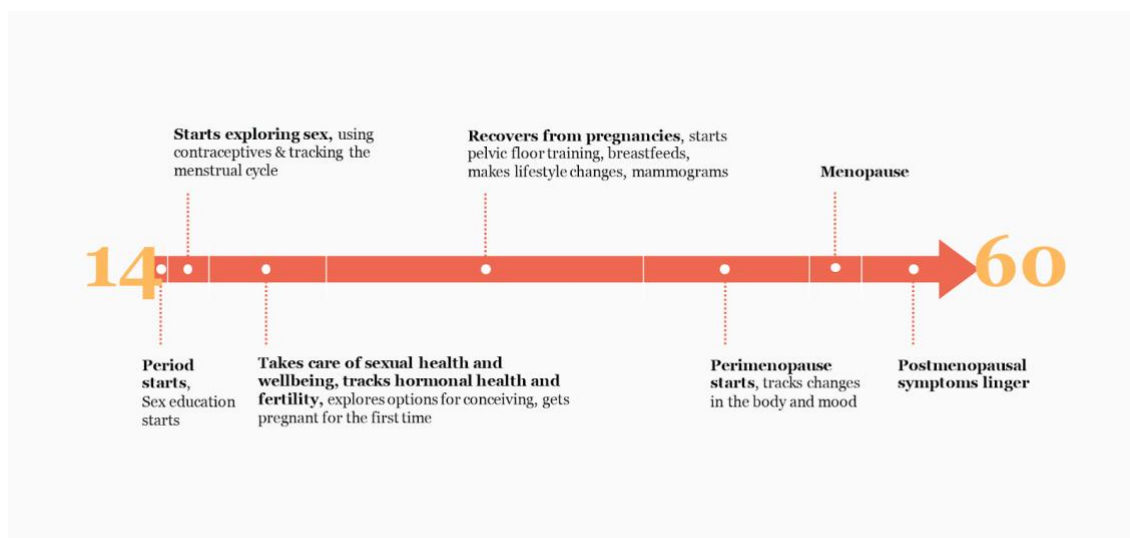 Starts exploring sex, using
contraceptives & tracking the
menstrual cycle
Recovers from pregnancies, starts
pelvic floor training, breastfeeds,
makes lifestyle changes, mammograms
Menopause
14
60
Period
starts,
Sex education
starts
Takes care of sexual health and
wellbeing, tracks hormonal health and
fertility, explores options for conceiving, gets
pregnant for the first time
Perimenopause
starts, tracks changes
in the body and mood
Postmenopausal
symptoms linger